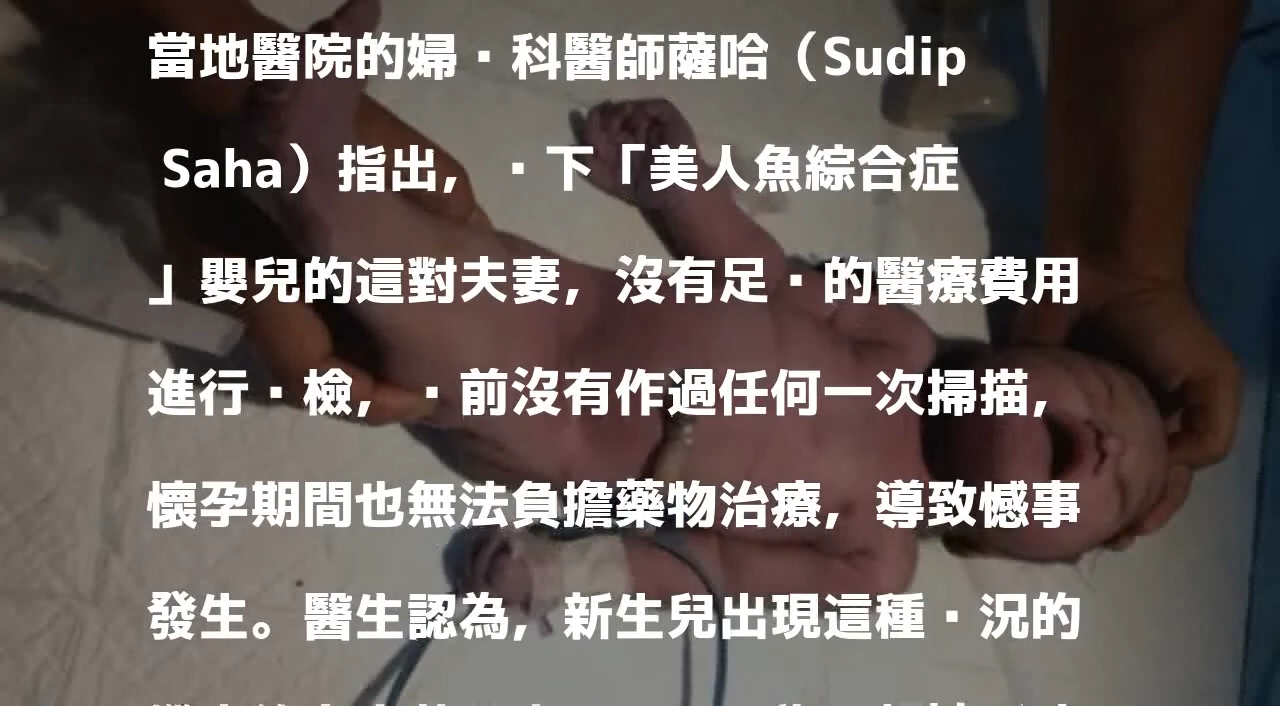 當地醫院的婦·科醫師薩哈（Sudip
Saha）指出，·下「美人魚綜合症
」嬰兒的這對夫妻，沒有足·的醫療費用
進行·檢，·前沒有作過任何一次掃描，
懷孕期間也無法負擔藥物治療，導致憾事
發生。醫生認為，新生兒出現這種·況的